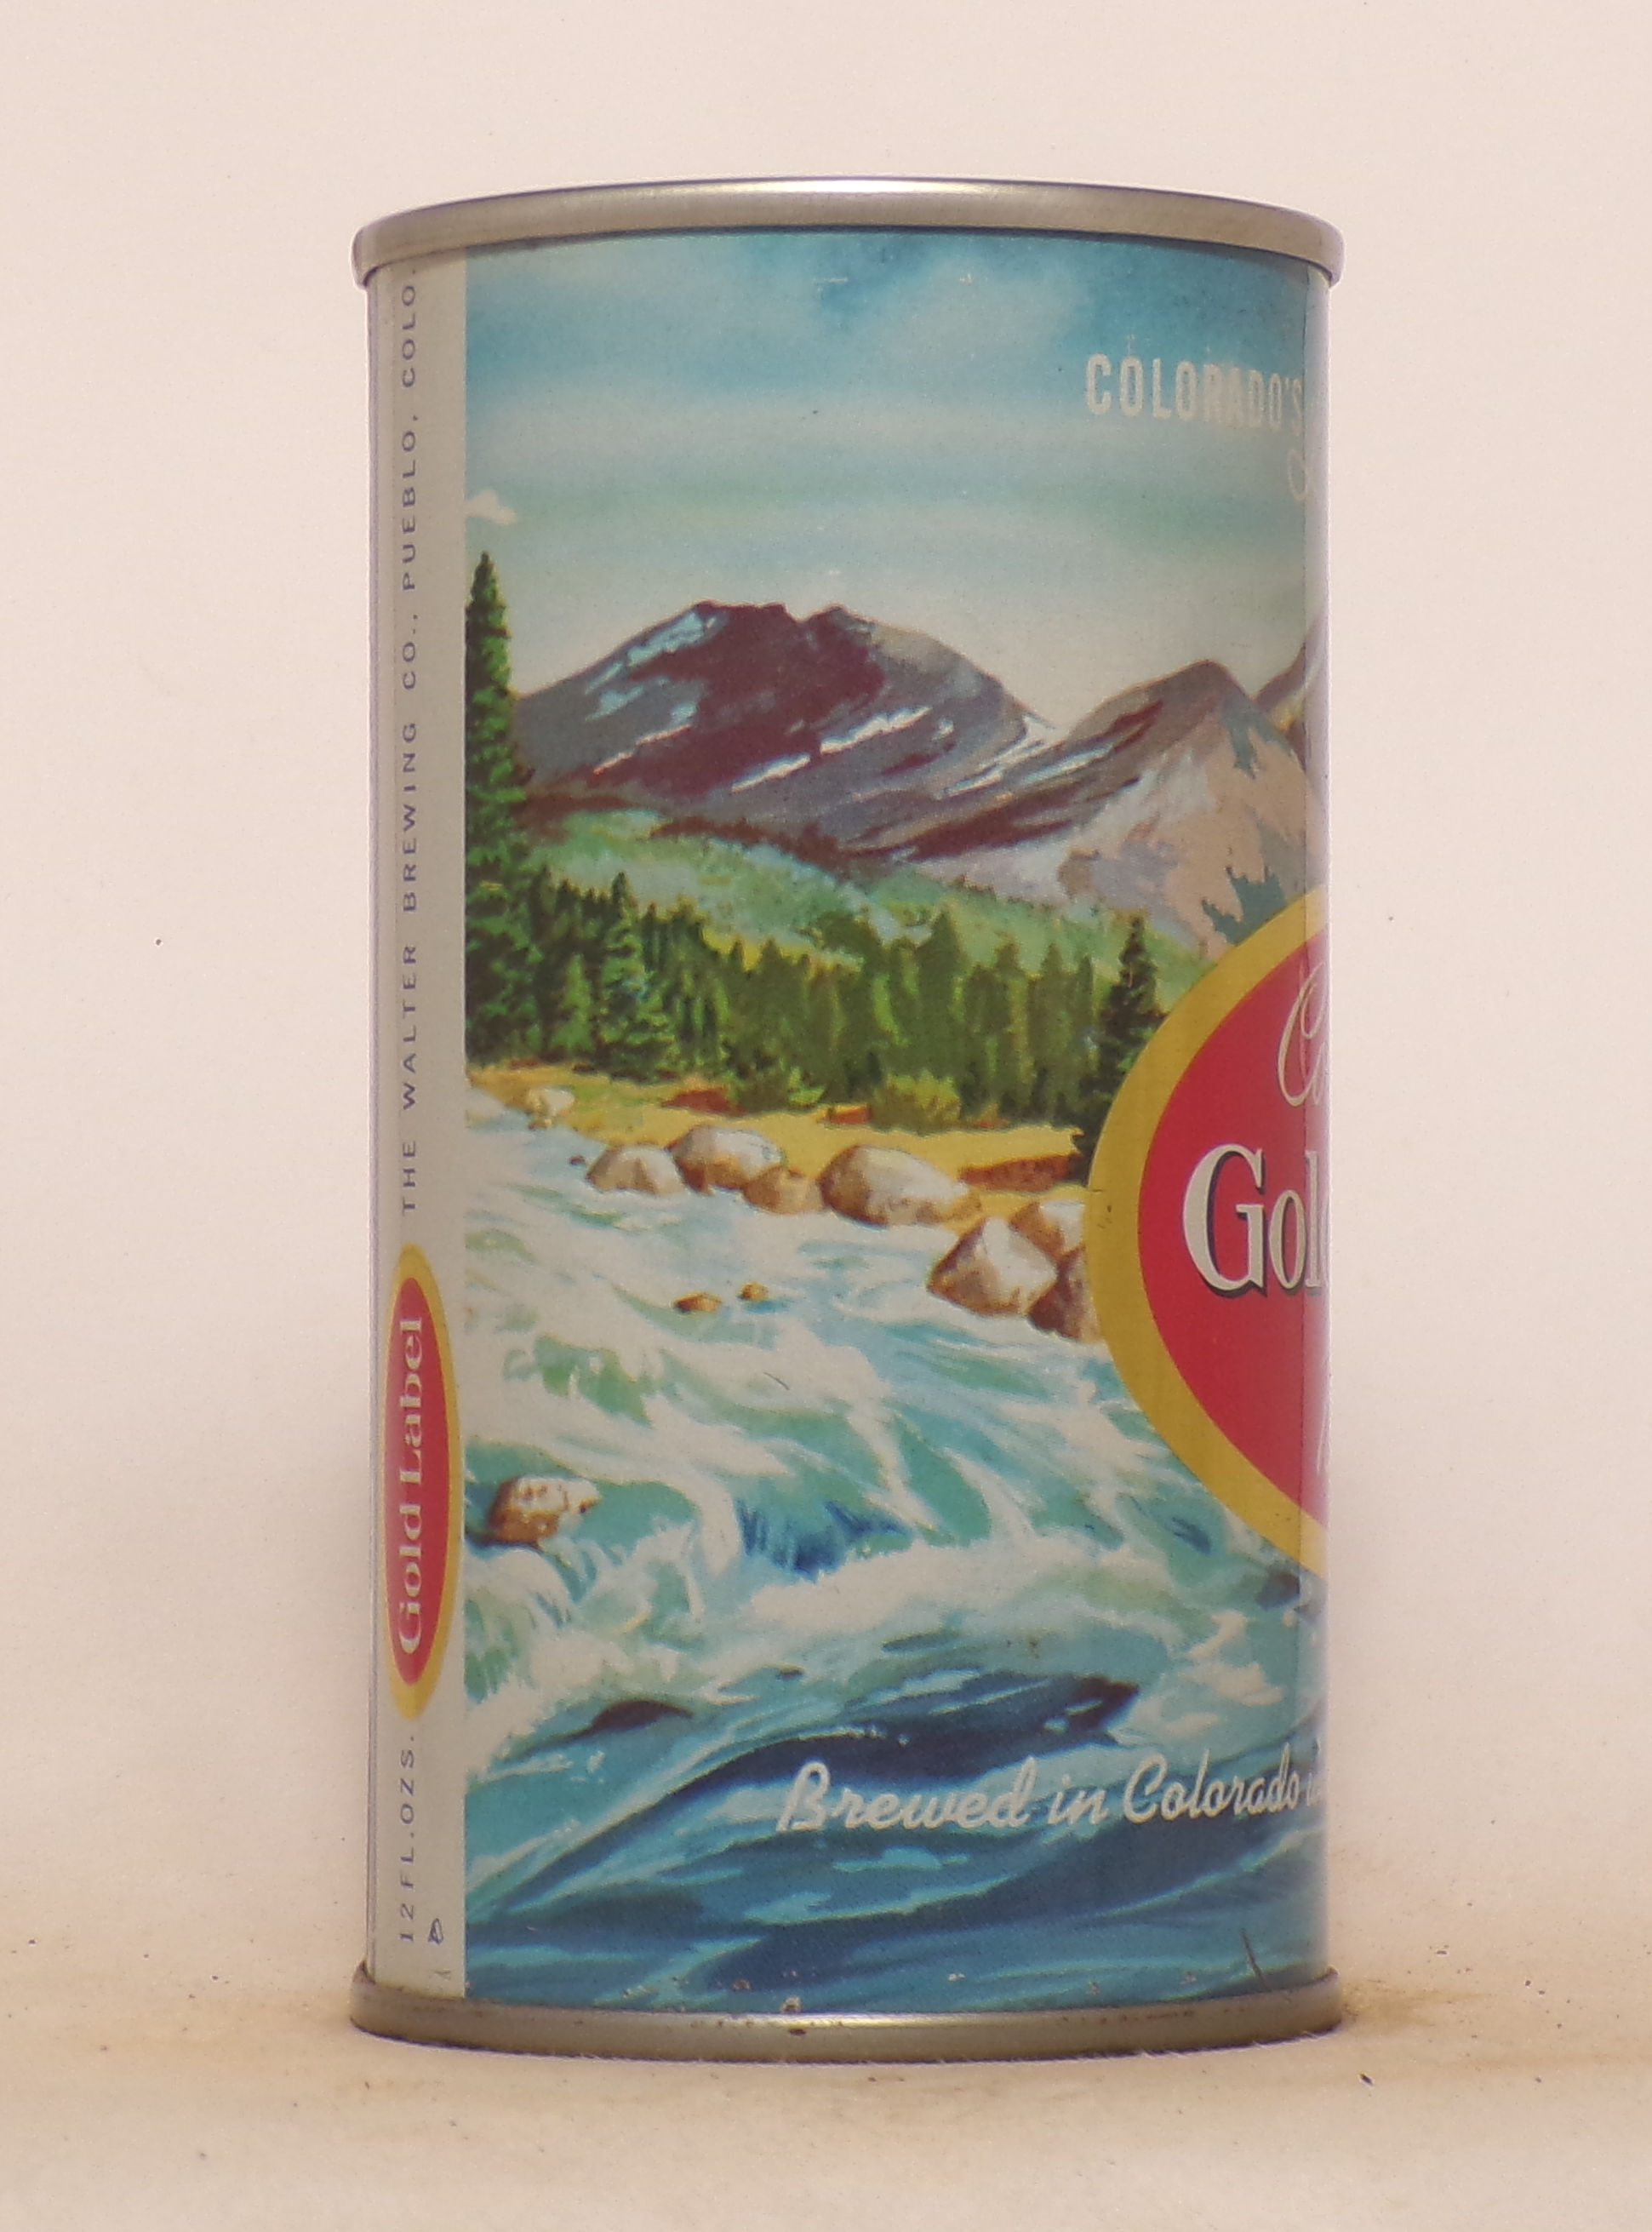 COLORADO'S
Gold
Brewed in Colorado
12 FL.OZS. Gold Label THE WALTER BREWING CO., PUEBLO, COLO.